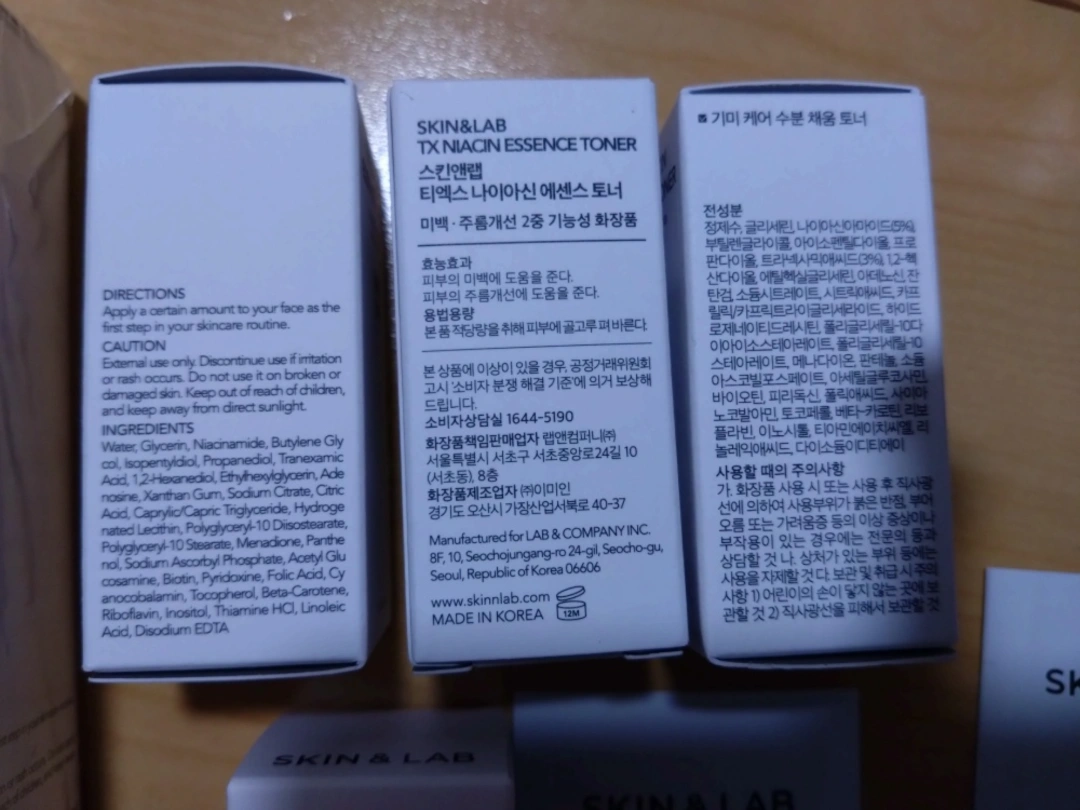 DIRECTIONS
Apply a certain amount to your face as the
first step in your skincare routine.
CAUTION
External use only. Discontinue use if irritation
or rash occurs. Do not use it on broken or
damaged skin. Keep out of reach of children,
and keep away from direct sunlight.
INGREDIENTS
Water, Glycerin, Niacinamide, Butylene Gly
col, Isopentyldiol, Propanediol, Tranexamic
Acid, 1,2-Hexanediol, Ethylhexylglycerin, Ade
nosine, Xanthan Gum, Sodium Citrate, Citric
Acid, Caprylic/Capric Triglyceride, Hydroge
nated Lecithin, Polyglyceryl-10 Diisostearate,
Polyglyceryl-10 Stearate, Menadione, Panthe
nol, Sodium Ascorbyl Phosphate, Acetyl Glu
cosamine, Biotin, Pyridoxine, Folic Acid, Cy
anocobalamin, Tocopherol, Beta-Carotene,
Riboflavin, Inositol, Thiamine HCl, Linoleic
Acid, Disodium EDTA
SKIN&LAB
TX NIACIN ESSENCE TONER
스킨앤랩
티엑스 나이아신 에센스 토너
미백 · 주름개선 2중 기능성 화장품
효능효과
피부의 미백에 도움을 준다.
피부의 주름개선에 도움을 준다.
용법용량
본 품 적당량을 취해 피부에 골고루 펴 바른다.
본 상품에 이상이 있을 경우, 공정거래위원회
고시 '소비자 분쟁 해결 기준'에 의거 보상해
드립니다.
소비자상담실 1644-5190
화장품책임판매업자 랩앤컴퍼니㈜
서울특별시 서초구 서초중앙로24길 10
(서초동), 8층
화장품제조업자 ㈜이미인
경기도 오산시 가장산업서북로 40-37
Manufactured for LAB & COMPANY INC.
8F, 10, Seochojungang-ro 24-gil, Seocho-gu,
Seoul, Republic of Korea 06606
www.skinnlab.com
MADE IN KOREA
12M
기미 케어 수분 채움 토너
전성분
정제수, 글리세린, 나이아신아마이드(5%),
부틸렌글라이콜, 아이소펜틸다이올, 프로
판다이올, 트라넥사믹애씨드(3%), 1,2-헥
산다이올, 에틸헥실글리세린, 아데노신, 잔
탄검, 소듐시트레이트, 시트릭애씨드, 카프
릴릭/카프릭트라이글리세라이드, 하이드
로제네이티드레시틴, 폴리글리세릴-10다
이아이소스테아레이트, 폴리글리세릴-10
스테아레이트, 메나다이온, 판테놀, 소듐
아스코빌포스페이트, 아세틸글루코사민,
바이오틴, 피리독신, 폴릭애씨드, 사이아
노코발아민, 토코페롤, 베타-카로틴, 리보
플라빈, 이노시톨, 티아민에이치씨엘, 리
놀레익애씨드, 다이소듐이디티에이
사용할 때의 주의사항
가. 화장품 사용 시 또는 사용 후 직사광
선에 의하여 사용부위가 붉은 반점, 부어
오름 또는 가려움증 등의 이상 증상이나
부작용이 있는 경우에는 전문의 등과
상담할 것 나. 상처가 있는 부위 등에는
사용을 자제할 것 다. 보관 및 취급 시 주의
사항 1) 어린이의 손이 닿지 않는 곳에 보
관할 것 2) 직사광선을 피해서 보관할 것
SKIN & LAB
SKIN & LAB
SK